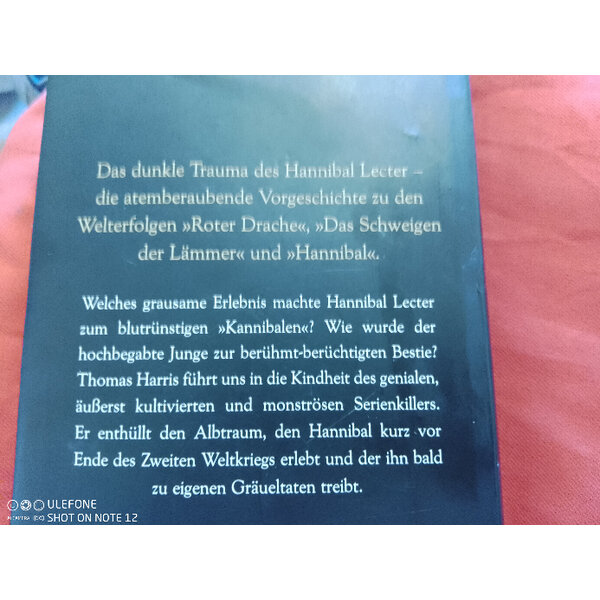 Das dunkle Trauma des Hannibal Lecter –
die atemberaubende Vorgeschichte zu den
Welterfolgen »Roter Drache«, »Das Schweigen
der Lämmer« und »Hannibal«.
Welches grausame Erlebnis machte Hannibal Lecter
zum blutrünstigen »Kannibalen«? Wie wurde der
hochbegabte Junge zur berühmt-berüchtigten Bestie?
Thomas Harris führt uns in die Kindheit des genialen,
äußerst kultivierten und monströsen Serienkillers.
Er enthüllt den Albtraum, den Hannibal kurz vor
Ende des Zweiten Weltkriegs erlebt und der ihn bald
zu eigenen Gräueltaten treibt.
ULEFONE
SHOT ON NOTE 12